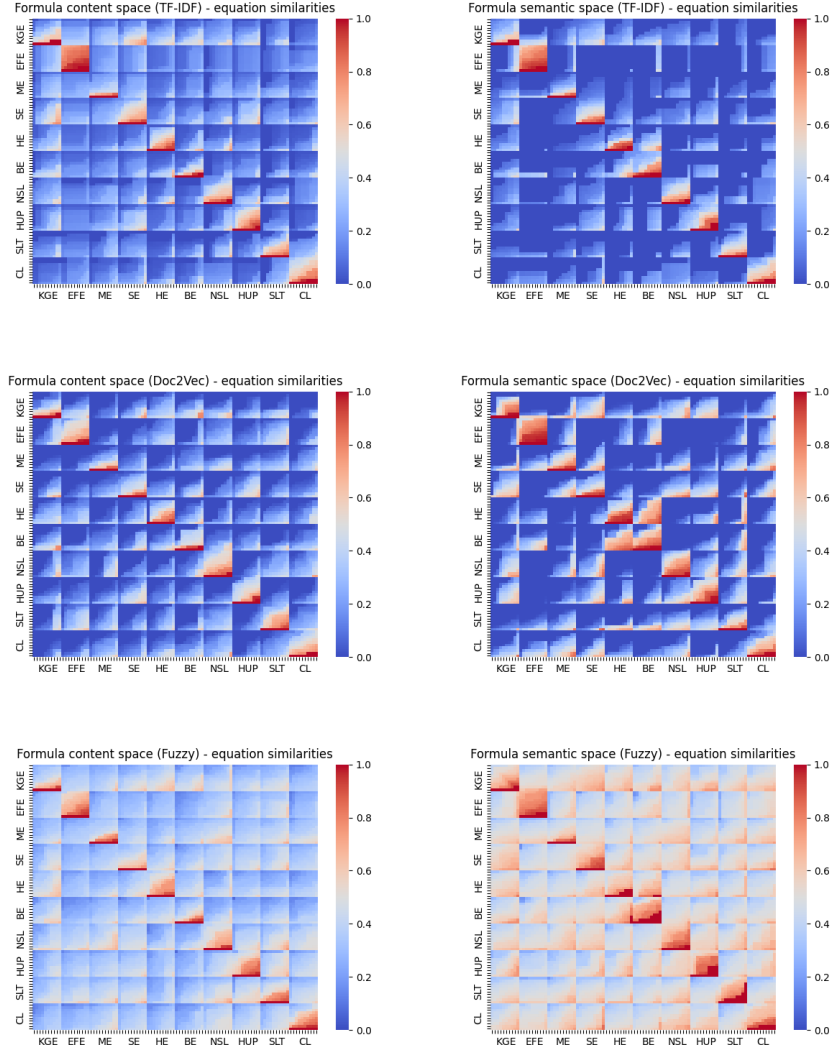 Formula content space (TF-IDF) - equation similarities
KGE
EFE
ME
SE
HE
BE
NSL
HUP
SLT
CL
KGE EFE ME SE HE BE NSL HUP SLT CL
1.0
0.8
0.6
0.4
0.2
0.0
Formula semantic space (TF-IDF) - equation similarities
KGE
EFE
ME
SE
HE
BE
NSL
HUP
SLT
CL
KGE EFE ME SE HE BE NSL HUP SLT CL
1.0
0.8
0.6
0.4
0.2
0.0
Formula content space (Doc2Vec) - equation similarities
KGE
EFE
ME
SE
HE
BE
NSL
HUP
SLT
CL
KGE EFE ME SE HE BE NSL HUP SLT CL
1.0
0.8
0.6
0.4
0.2
0.0
Formula semantic space (Doc2Vec) - equation similarities
KGE
EFE
ME
SE
HE
BE
NSL
HUP
SLT
CL
KGE EFE ME SE HE BE NSL HUP SLT CL
1.0
0.8
0.6
0.4
0.2
0.0
Formula content space (Fuzzy) - equation similarities
KGE
EFE
ME
SE
HE
BE
NSL
HUP
SLT
CL
KGE EFE ME SE HE BE NSL HUP SLT CL
1.0
0.8
0.6
0.4
0.2
0.0
Formula semantic space (Fuzzy) - equation similarities
KGE
EFE
ME
SE
HE
BE
NSL
HUP
SLT
CL
KGE EFE ME SE HE BE NSL HUP SLT CL
1.0
0.8
0.6
0.4
0.2
0.0